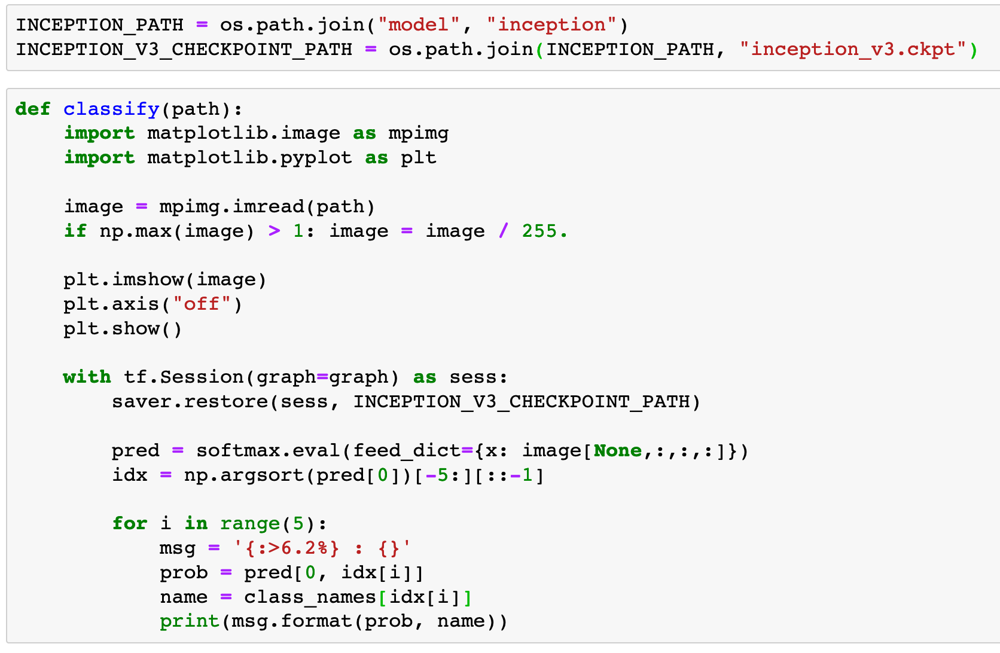 INCEPTION_PATH = os.path.join("model", "inception")
INCEPTION_V3_CHECKPOINT_PATH = os.path.join(INCEPTION_PATH, "inception_v3.ckpt")
def classify(path):
    import matplotlib.image as mpimg
    import matplotlib.pyplot as plt

    image = mpimg.imread(path)
    if np.max(image) > 1: image = image / 255.

    plt.imshow(image)
    plt.axis("off")
    plt.show()

    with tf.Session(graph=graph) as sess:
        saver.restore(sess, INCEPTION_V3_CHECKPOINT_PATH)

        pred = softmax.eval(feed_dict={x: image[None,:,:,:]})
        idx = np.argsort(pred[0])[-5:][::-1]

        for i in range(5):
            msg = '{:>6.2%} : {}'
            prob = pred[0, idx[i]]
            name = class_names[idx[i]]
            print(msg.format(prob, name))